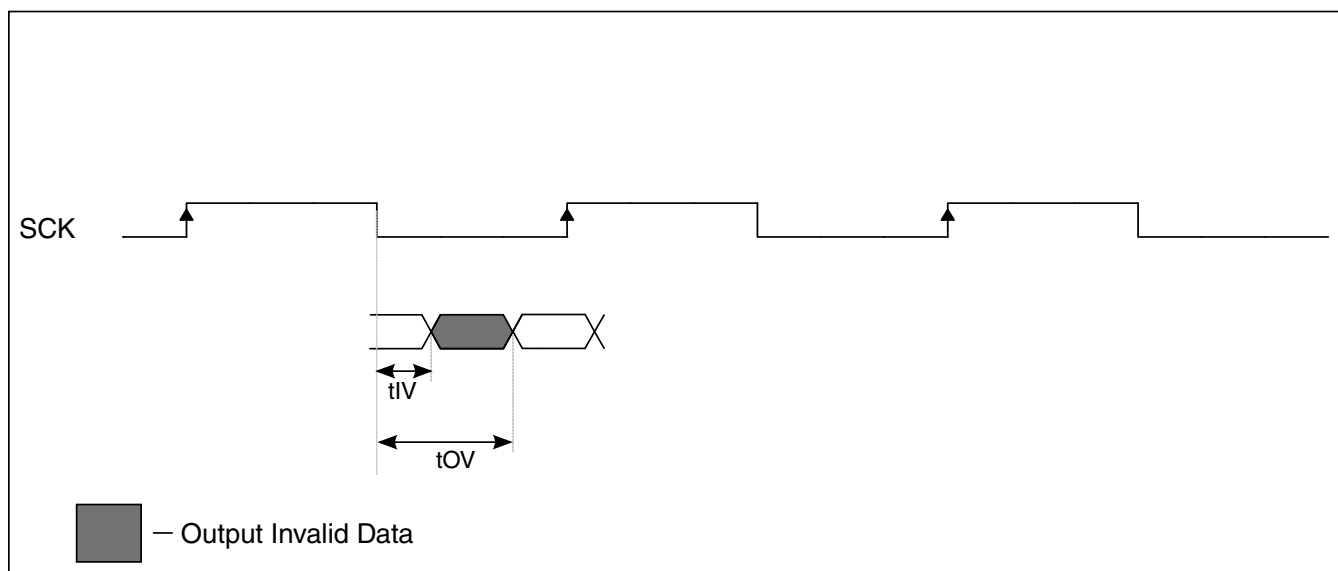 SCK
tIV
tOV
— Output Invalid Data